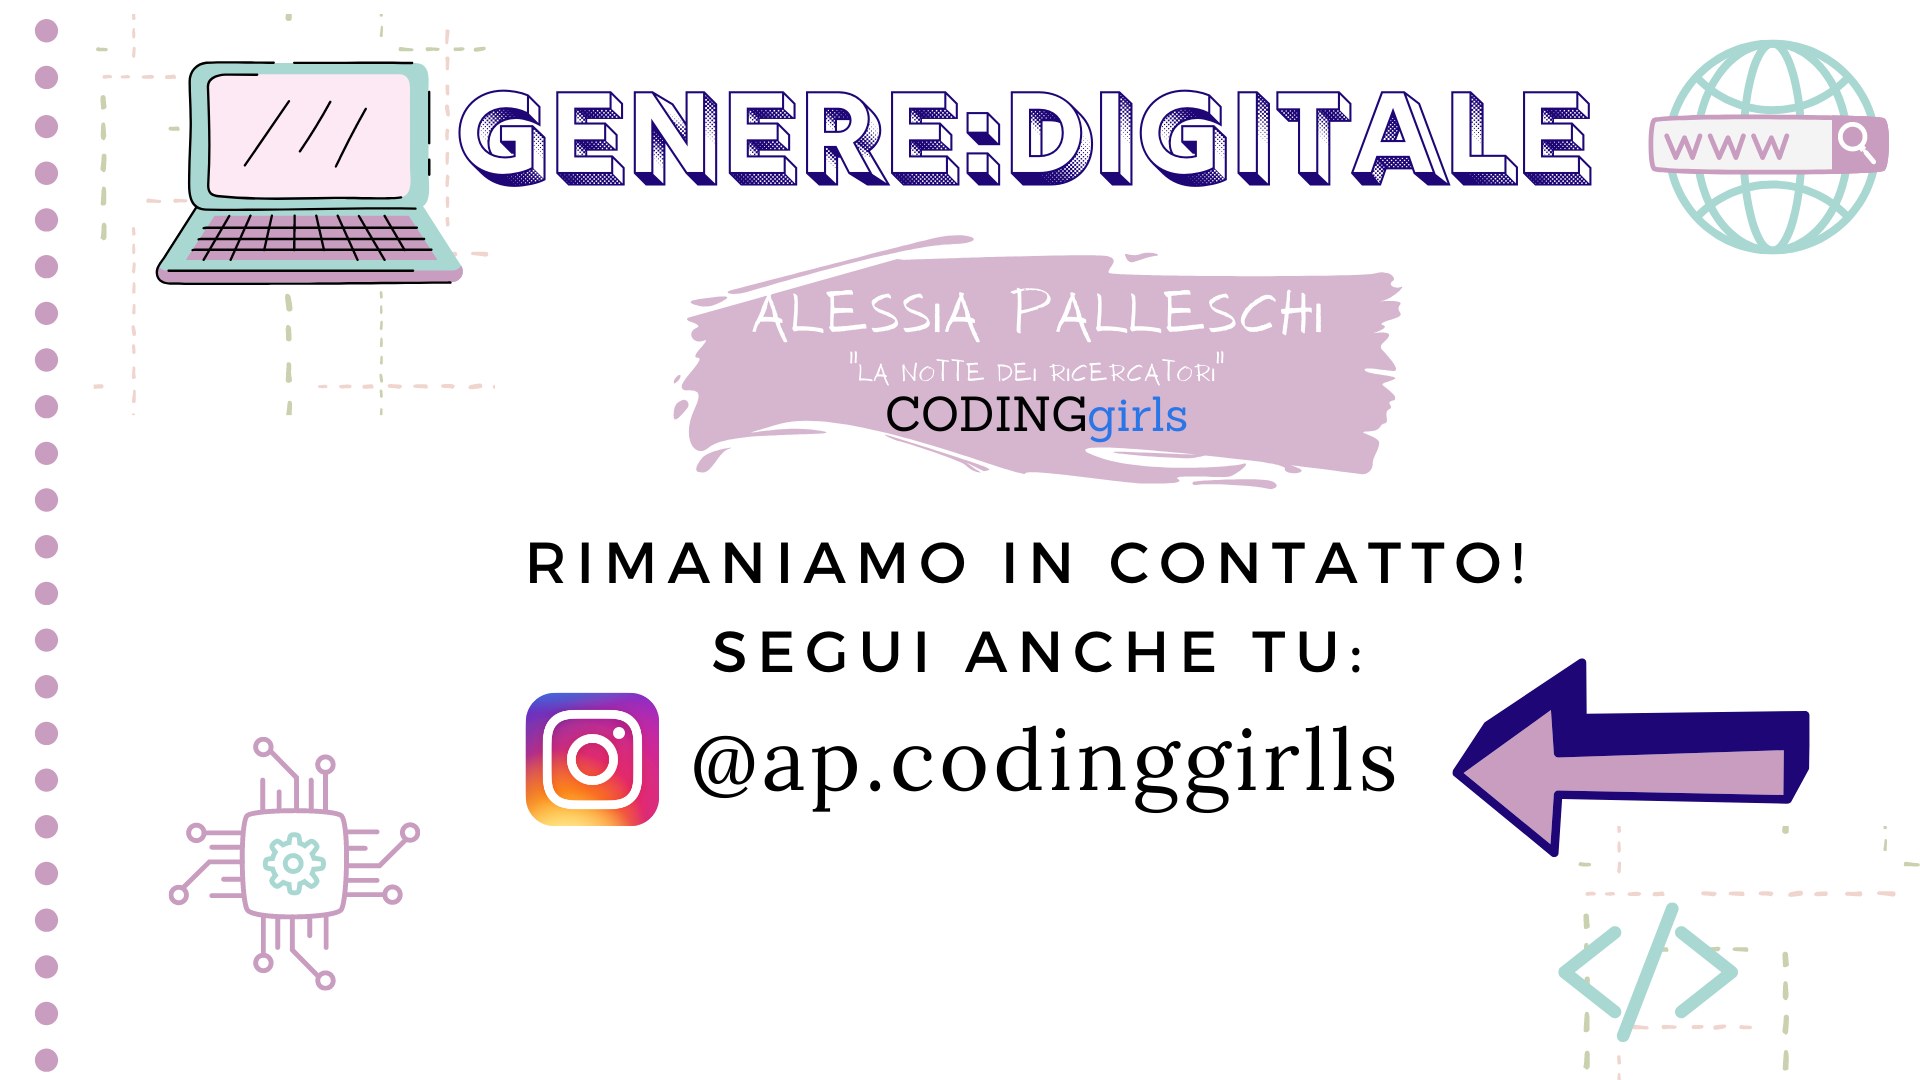 GENERE:DIGITALE
WWW
ALESSIA PALLESCHI
"LA NOTTE DEI RICERCATORI"
CODINGgirls
RIMANIAMO IN CONTATTO!
SEGUI ANCHE TU:
@ap.codinggirlls